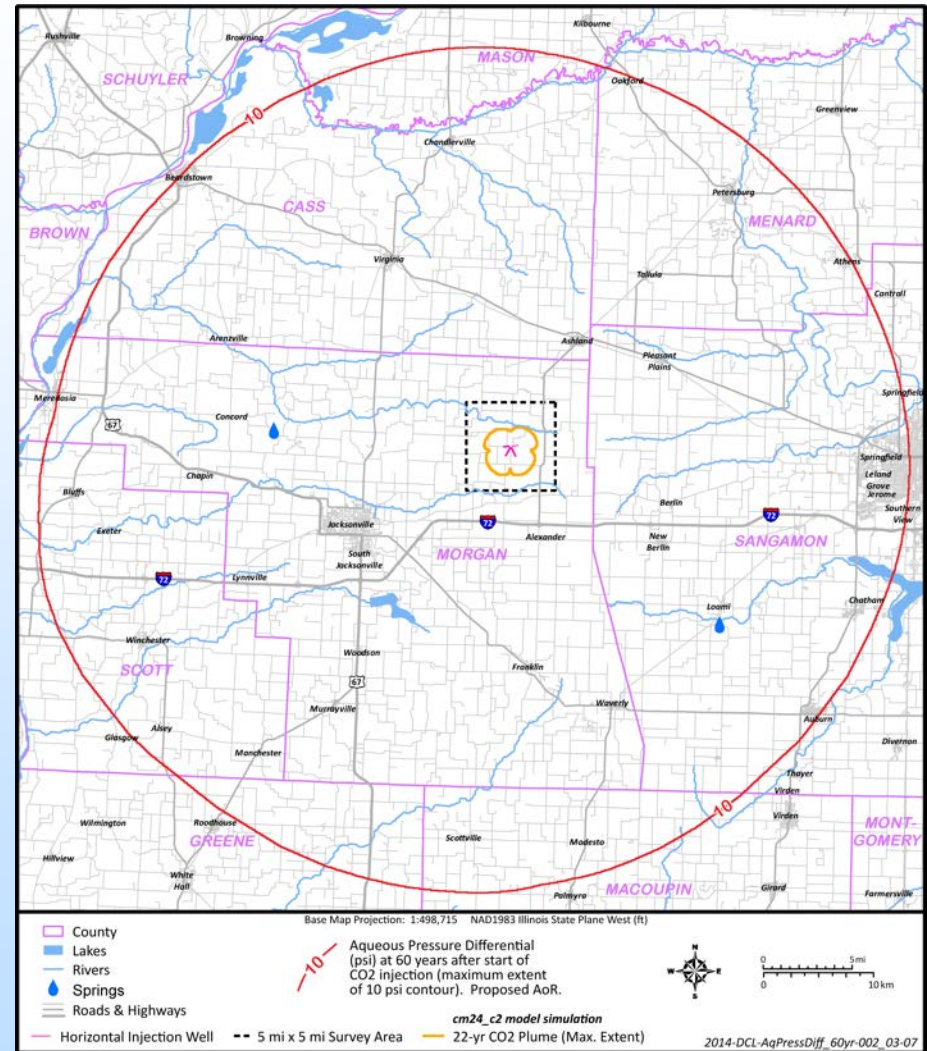 Rushville
Browning
Kilbourne
SCHUYLER
MASON
Oakford
Greenview
10
Chandlerville
Beardstown
Petersburg
CASS
BROWN
MENARD
Virginia
Athens
Tallula
Cantrall
Arenzville
Ashland
Pleasant
Plains
Meredosia
Springfield
Concord
67
Springfield
Chapin
Leland
Grove
Jerome
Bluffs
Berlin
Southern
View
Exeter
Jacksonville
72
72
Alexander
New
Berlin
SANGAMON
South
Jacksonville
MORGAN
72
Lynnville
Chatham
Loami
Winchester
Woodson
SCOTT
Franklin
67
Waverly
Murrayville
Auburn
Alsey
Glasgow
Manchester
Divernon
Thayer
Virden
10
Wilmington
Roodhouse
Virden
MONT-
GOMERY
GREENE
Scottville
Modesto
Hillview
White
Hall
MACOUPIN
Girard
Palmyra
Farmersville
Base Map Projection: 1:498,715 NAD1983 Illinois State Plane West (ft)
County
Lakes
Rivers
Springs
Roads & Highways
10
Aqueous Pressure Differential
(psi) at 60 years after start of
CO2 injection (maximum extent
of 10 psi contour). Proposed AoR.
N
W E
S
0 5 mi
0 10 km
cm24_c2 model simulation
Horizontal Injection Well 5 mi x 5 mi Survey Area 22-yr CO2 Plume (Max. Extent)
2014-DCL-AqPressDiff_60yr-002_03-07